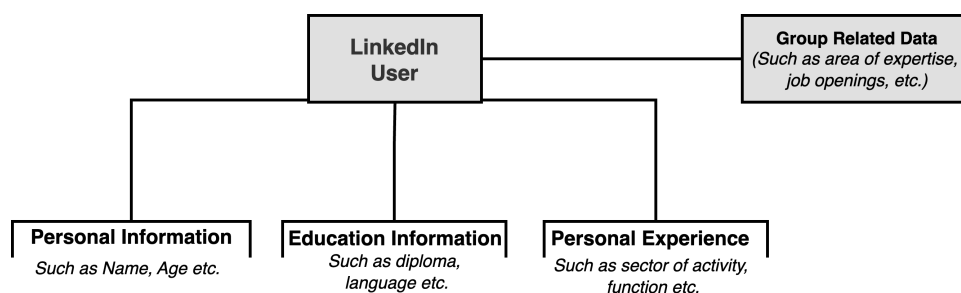 LinkedIn
User
Group Related Data
(Such as area of expertise,
job openings, etc.)
Personal Information
Such as Name, Age etc.
Education Information
Such as diploma,
language etc.
Personal Experience
Such as sector of activity,
function etc.